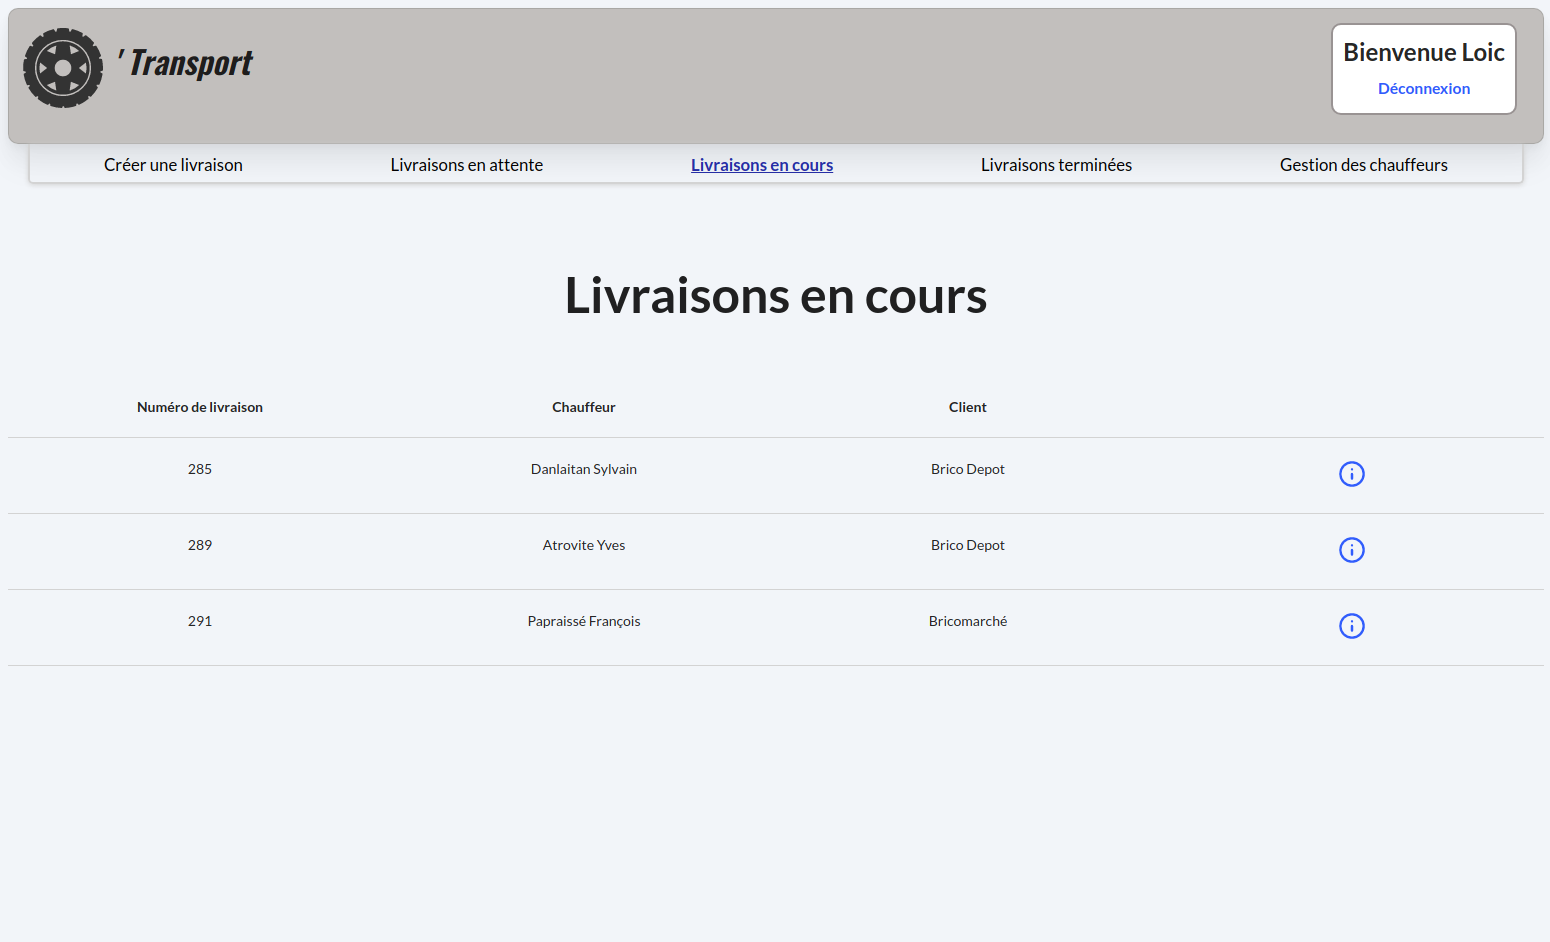 ' Transport
Bienvenue Loic
Déconnexion
Créer une livraison Livraisons en attente Livraisons en cours Livraisons terminées Gestion des chauffeurs
Livraisons en cours
Numéro de livraison Chauffeur Client
285 Danlaitan Sylvain Brico Depot
289 Atrovite Yves Brico Depot
291 Papraissé François Bricomarché